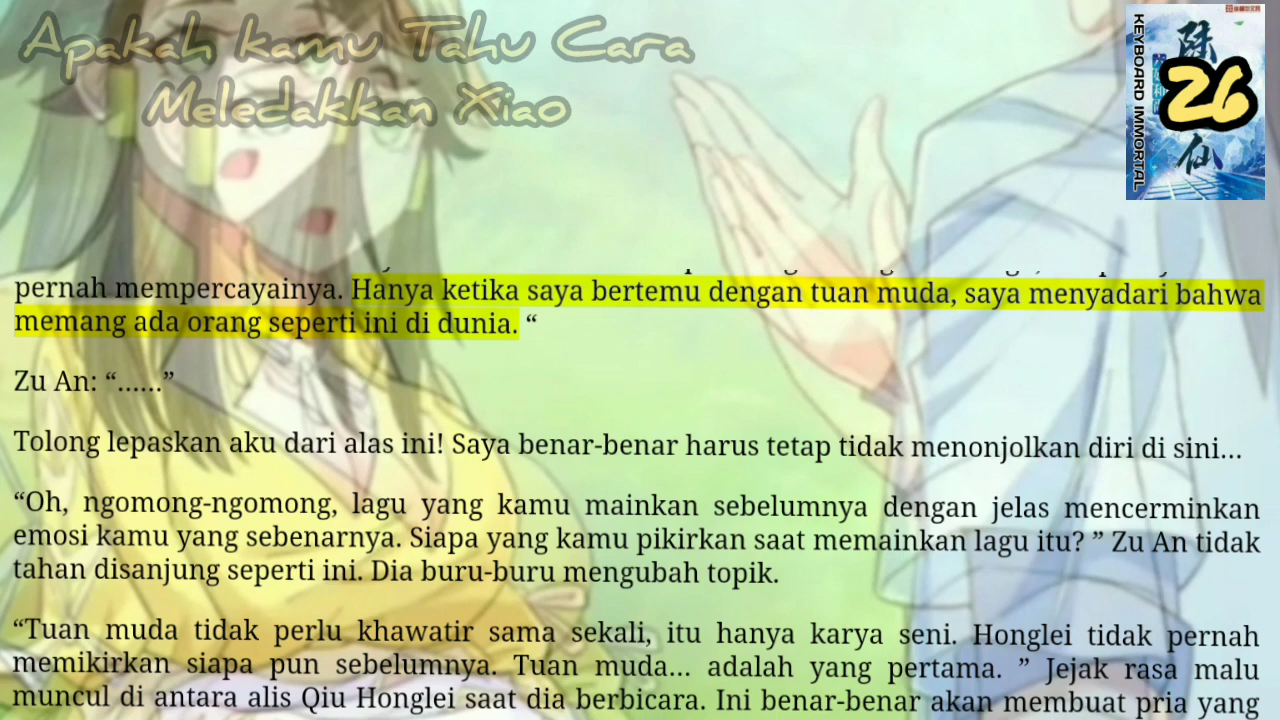 Apakah kamu Tahu Cara
Meledakkan Xiao
陆
KEYBOARD IMMORTAL
26
仙
pernah mempercayainya. Hanya ketika saya bertemu dengan tuan muda, saya menyadari bahwa
memang ada orang seperti ini di dunia. “
Zu An: “......”
Tolong lepaskan aku dari alas ini! Saya benar-benar harus tetap tidak menonjolkan diri di sini...
“Oh, ngomong-ngomong, lagu yang kamu mainkan sebelumnya dengan jelas mencerminkan
emosi kamu yang sebenarnya. Siapa yang kamu pikirkan saat memainkan lagu itu? ” Zu An tidak
tahan disanjung seperti ini. Dia buru-buru mengubah topik.
“Tuan muda tidak perlu khawatir sama sekali, itu hanya karya seni. Honglei tidak pernah
memikirkan siapa pun sebelumnya. Tuan muda... adalah yang pertama. ” Jejak rasa malu
muncul di antara alis Qiu Honglei saat dia berbicara. Ini benar-benar akan membuat pria yang